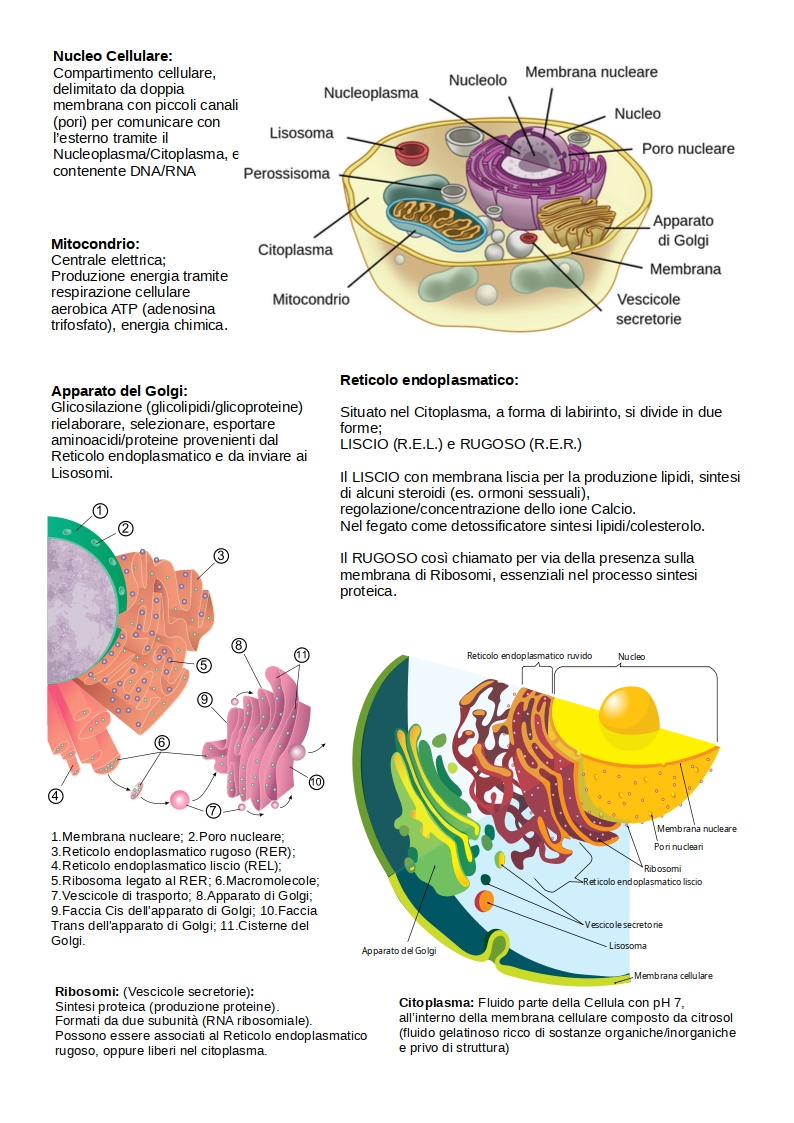 Nucleo Cellulare:
Compartimento cellulare,
delimitato da doppia
membrana con piccoli canali
(pori) per comunicare con
l'esterno tramite il
Nucleoplasma/Citoplasma, e
contenente DNA/RNA
Membrana nucleare
Nucleolo
Nucleoplasma
Nucleo
Lisosoma
Poro nucleare
Perossisoma
Apparato
di Golgi
Citoplasma
Membrana
Mitocondrio
Vescicole
secretorie
Mitocondrio:
Centrale elettrica;
Produzione energia tramite
respirazione cellulare
aerobica ATP (adenosina
trifosfato), energia chimica.
Apparato del Golgi:
Glicosilazione (glicolipidi/glicoproteine)
rielaborare, selezionare, esportare
aminoacidi/proteine provenienti dal
Reticolo endoplasmatico e da inviare ai
Lisosomi.
Reticolo endoplasmatico:
Situato nel Citoplasma, a forma di labirinto, si divide in due
forme;
LISCIO (R.E.L.) e RUGOSO (R.E.R.)
Il LISCIO con membrana liscia per la produzione lipidi, sintesi
di alcuni steroidi (es. ormoni sessuali),
regolazione/concentrazione dello ione Calcio.
Nel fegato come detossificatore sintesi lipidi/colesterolo.
Il RUGOSO così chiamato per via della presenza sulla
membrana di Ribosomi, essenziali nel processo sintesi
proteica.
1
2
3
5
8
11
9
6
4
7
10
1.Membrana nucleare; 2.Poro nucleare;
3.Reticolo endoplasmatico rugoso (RER);
4.Reticolo endoplasmatico liscio (REL);
5.Ribosoma legato al RER; 6.Macromolecole;
7.Vescicole di trasporto; 8.Apparato di Golgi;
9.Faccia Cis dell'apparato di Golgi; 10.Faccia
Trans dell'apparato di Golgi; 11.Cisterne del
Golgi.
Reticolo endoplasmatico ruvido
Nucleo
Membrana nucleare
Pori nucleari
Ribosomi
Reticolo endoplasmatico liscio
Vescicole secretorie
Lisosoma
Apparato del Golgi
Membrana cellulare
Ribosomi: (Vescicole secretorie):
Sintesi proteica (produzione proteine).
Formati da due subunità (RNA ribosomiale).
Possono essere associati al Reticolo endoplasmatico
rugoso, oppure liberi nel citoplasma.
Citoplasma: Fluido parte della Cellula con pH 7,
all'interno della membrana cellulare composto da citrosol
(fluido gelatinoso ricco di sostanze organiche/inorganiche
e privo di struttura)